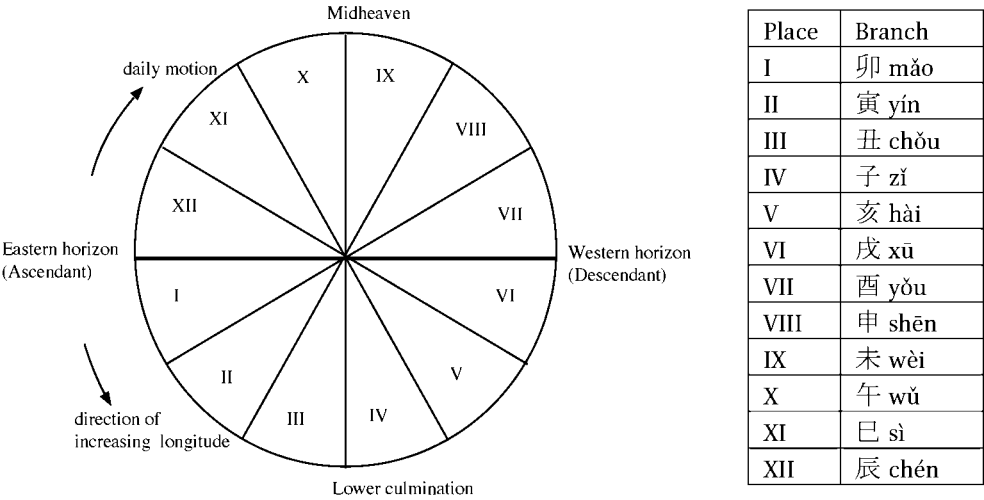 Midheaven
daily motion
X
IX
XI
VIII
XII
VII
Eastern horizon
(Ascendant)
Western horizon
(Descendant)
I
VI
II
V
III
IV
direction of
increasing longitude
Lower culmination
Place Branch
I 卯 mǎo
II 寅 yín
III 丑 chǒu
IV 子 zǐ
V 亥 hài
VI 戌 xū
VII 酉 yǒu
VIII 申 shēn
IX 未 wèi
X 午 wǔ
XI 巳 sì
XII 辰 chén